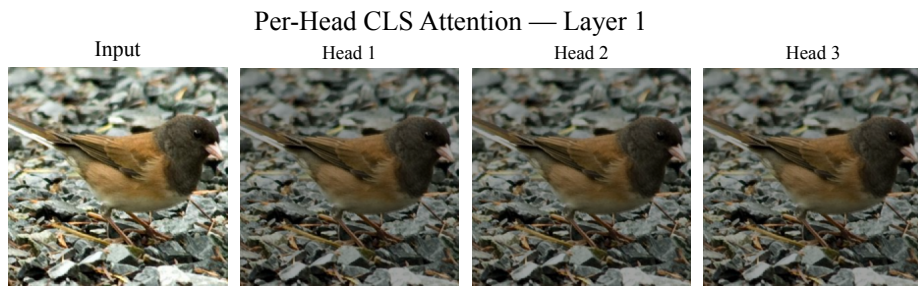 Per-Head CLS Attention — Layer 1
Input
Head 1
Head 2
Head 3